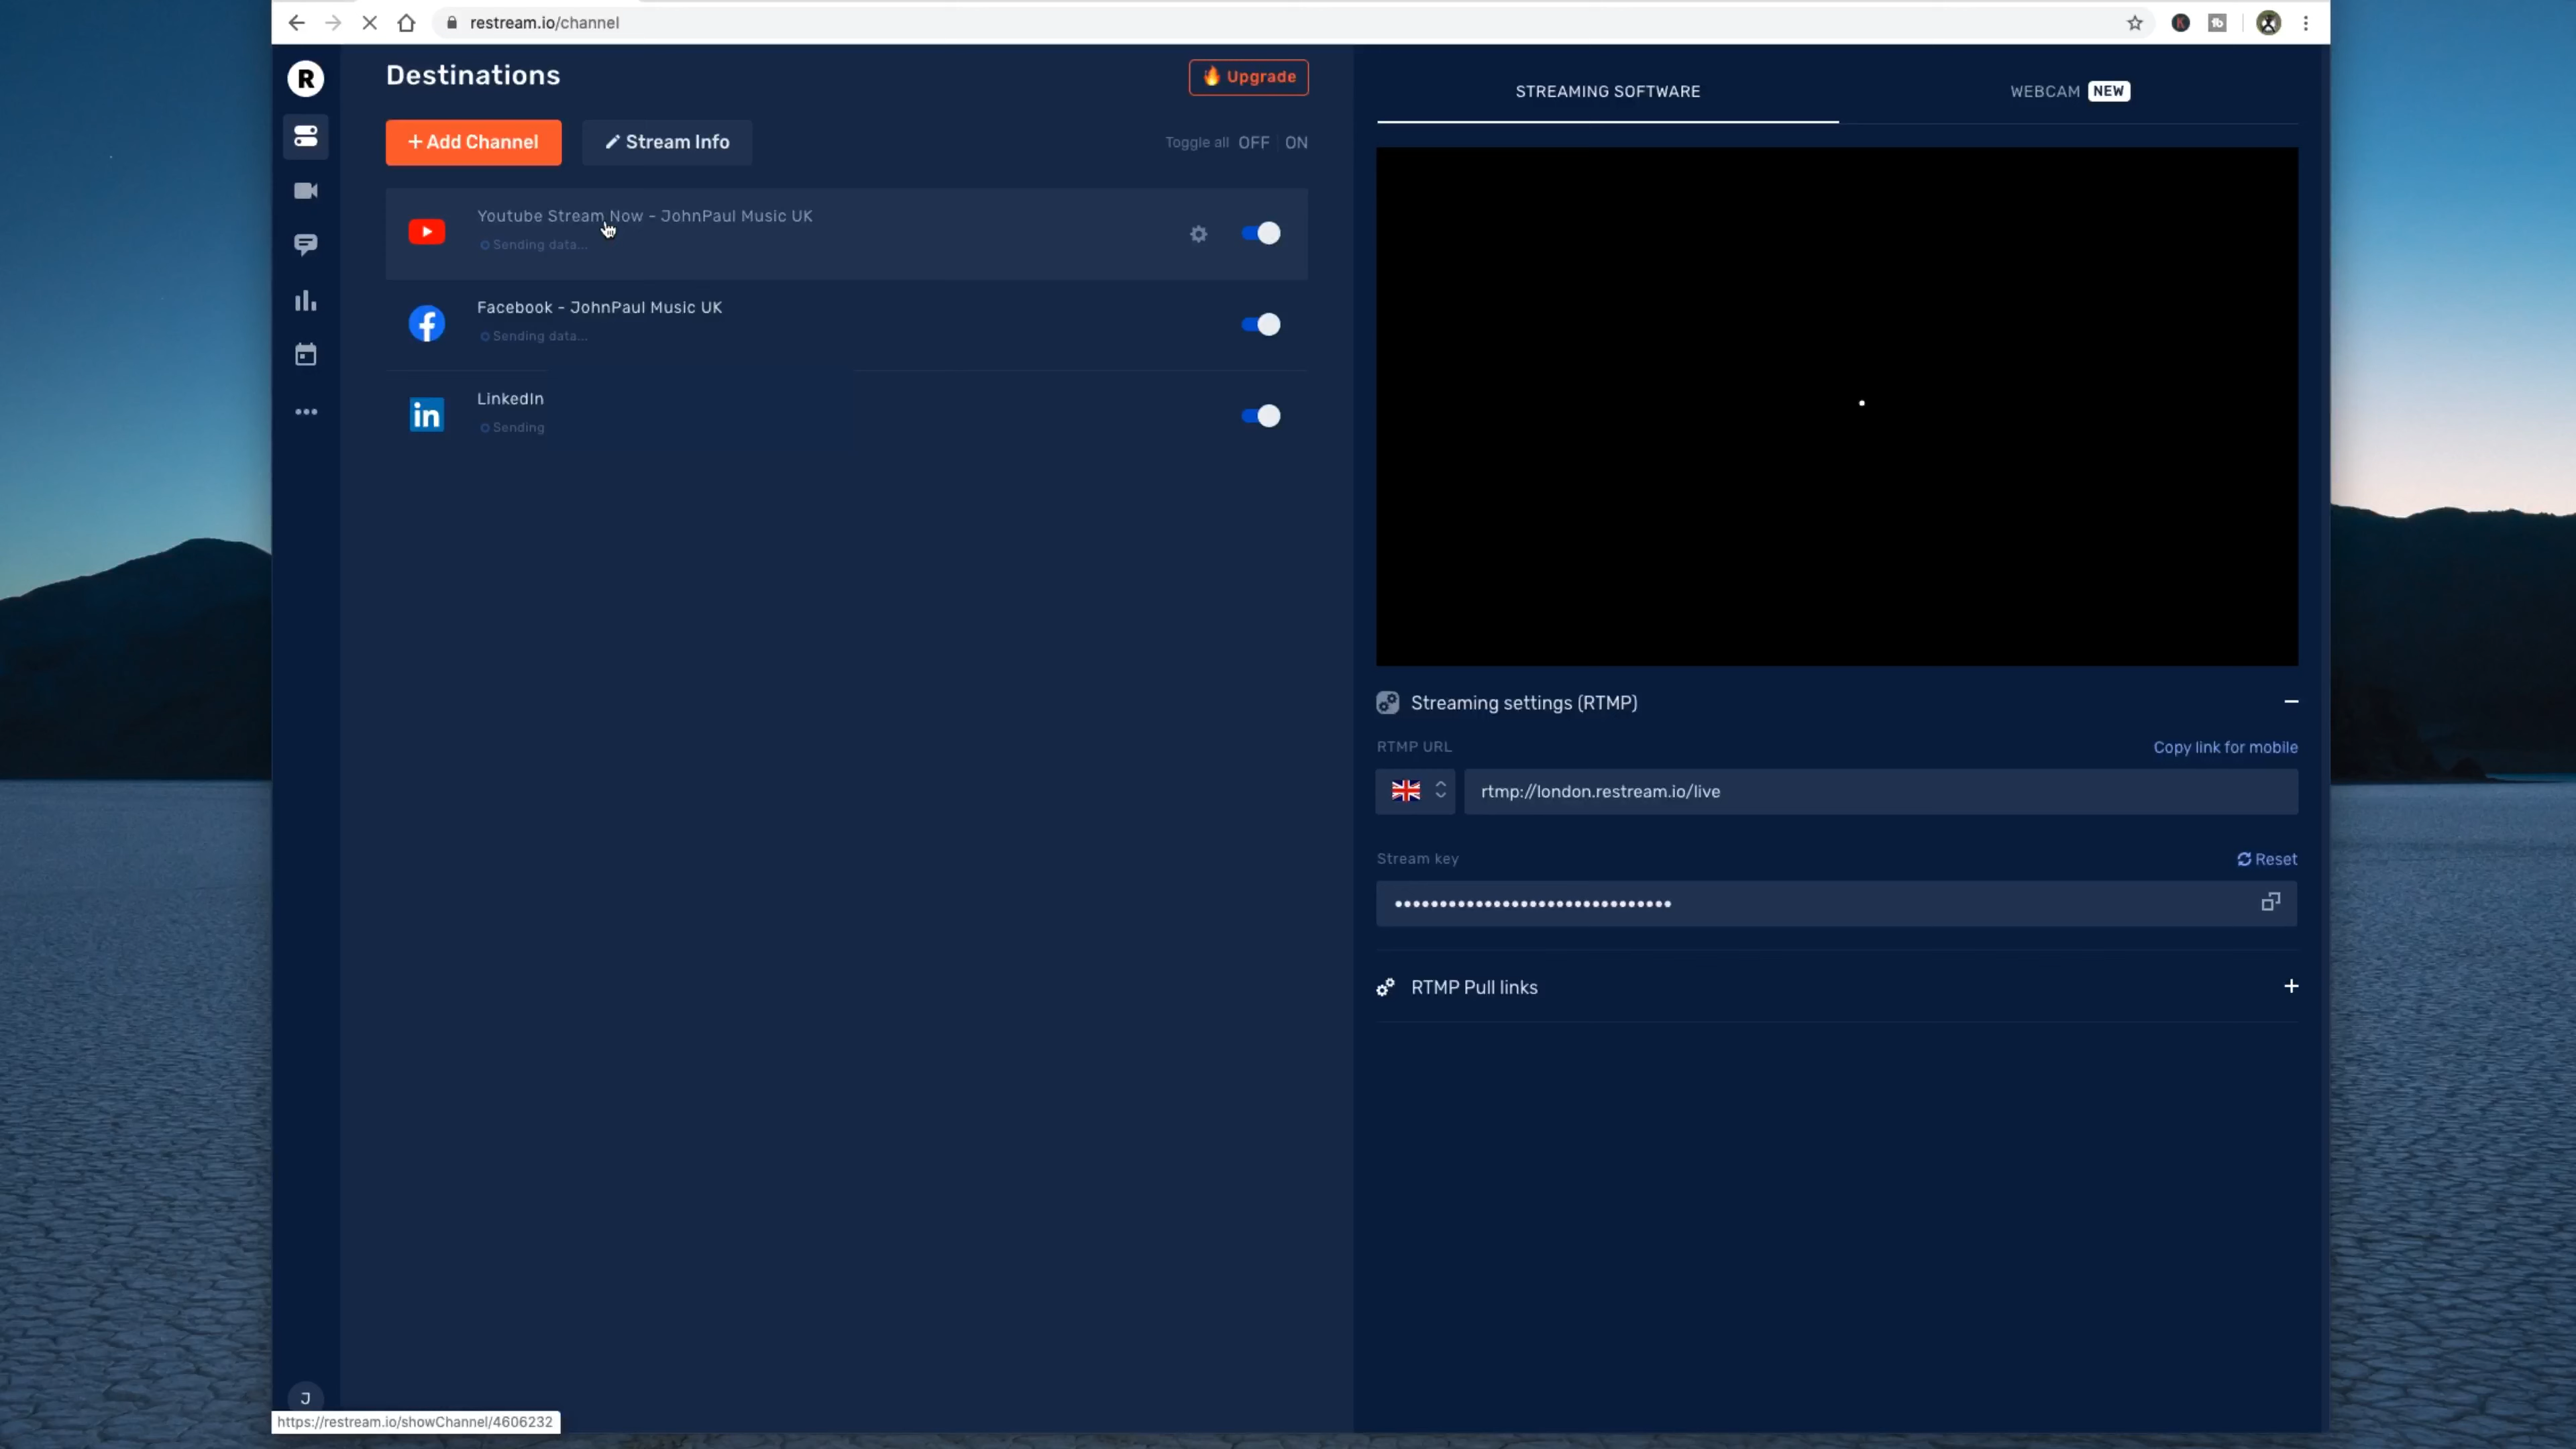 restream.io/channel
R
Destinations
Upgrade
+ Add Channel
Stream Info
Toggle all OFF ON
Youtube Stream Now - JohnPaul Music UK
Sending data...
Facebook - JohnPaul Music UK
Sending data...
in
LinkedIn
Sending
J
https://restream.io/showChannel/4606232
STREAMING SOFTWARE
WEBCAM NEW
Streaming settings (RTMP)
RTMP URL
Copy link for mobile
rtmp://london.restream.io/live
Stream key
Reset
••••••••••••••••••••••••••••••••
RTMP Pull links